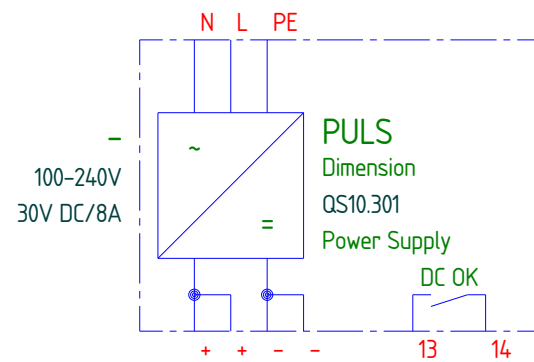 N L PE
PULS
Dimension
QS10.301
Power Supply
–
100-240V
30V DC/8A
~
=
DC OK
+ + - - 13 14